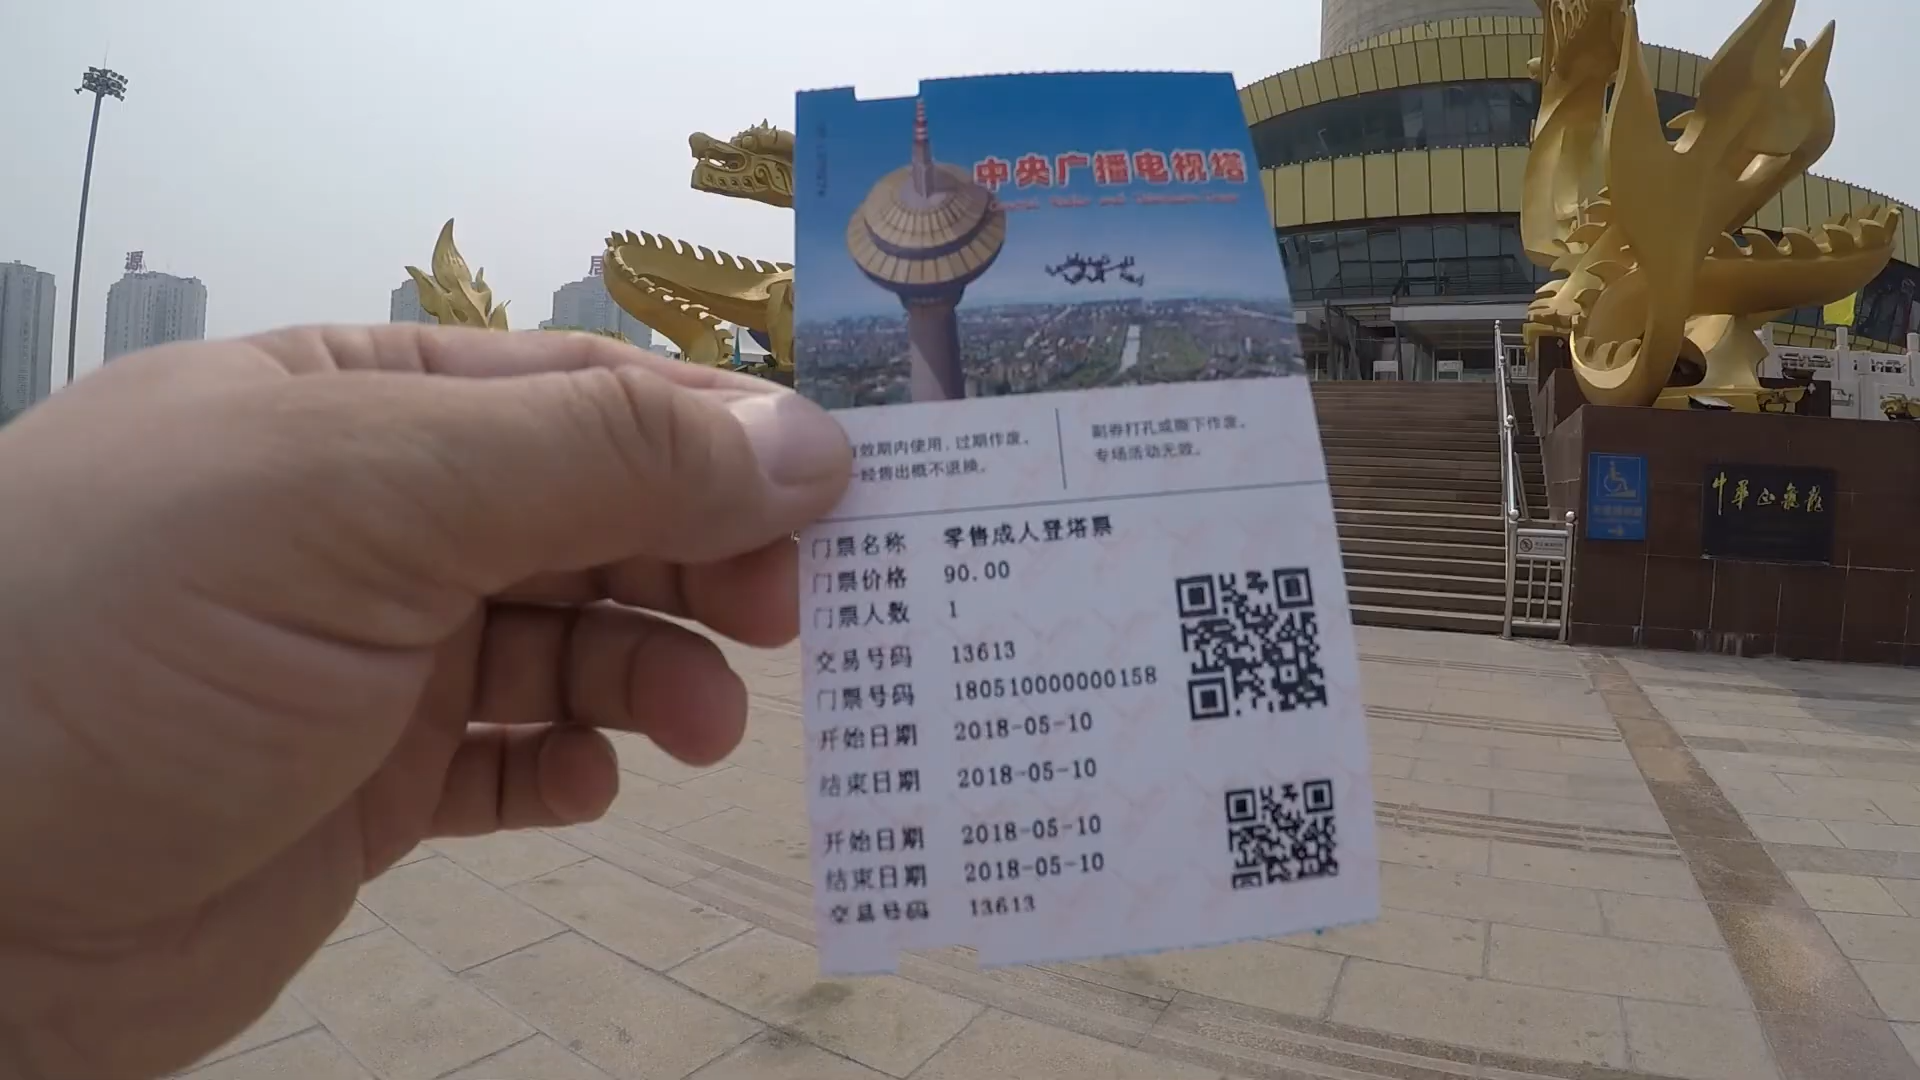 源
居
中央广播电视塔
有效期内使用，过期作废。
一经售出概不退换。
副券打孔或撕下作废。
专场活动无效。
门票名称 零售成人登塔票
门票价格 90.00
门票人数 1
交易号码 13613
门票号码 180510000000158
开始日期 2018-05-10
结束日期 2018-05-10
开始日期 2018-05-10
结束日期 2018-05-10
交易号码 13613